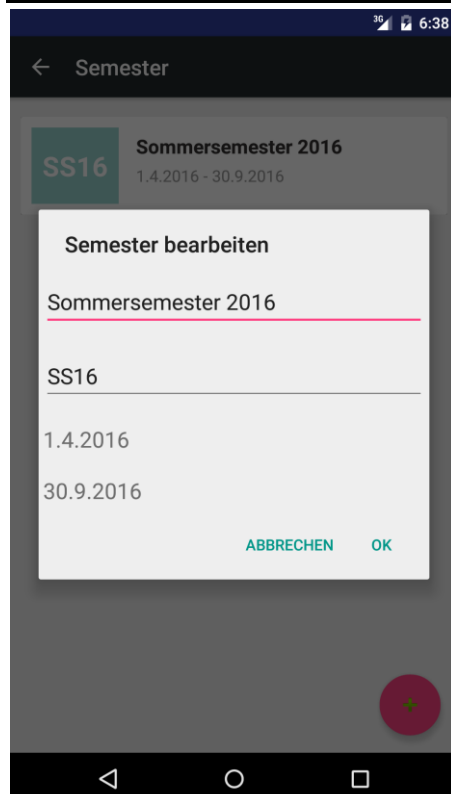 3G 6:38
Semester
SS16
Sommersemester 2016
1.4.2016 - 30.9.2016
Semester bearbeiten
Sommersemester 2016
SS16
1.4.2016
30.9.2016
ABBRECHEN OK
+